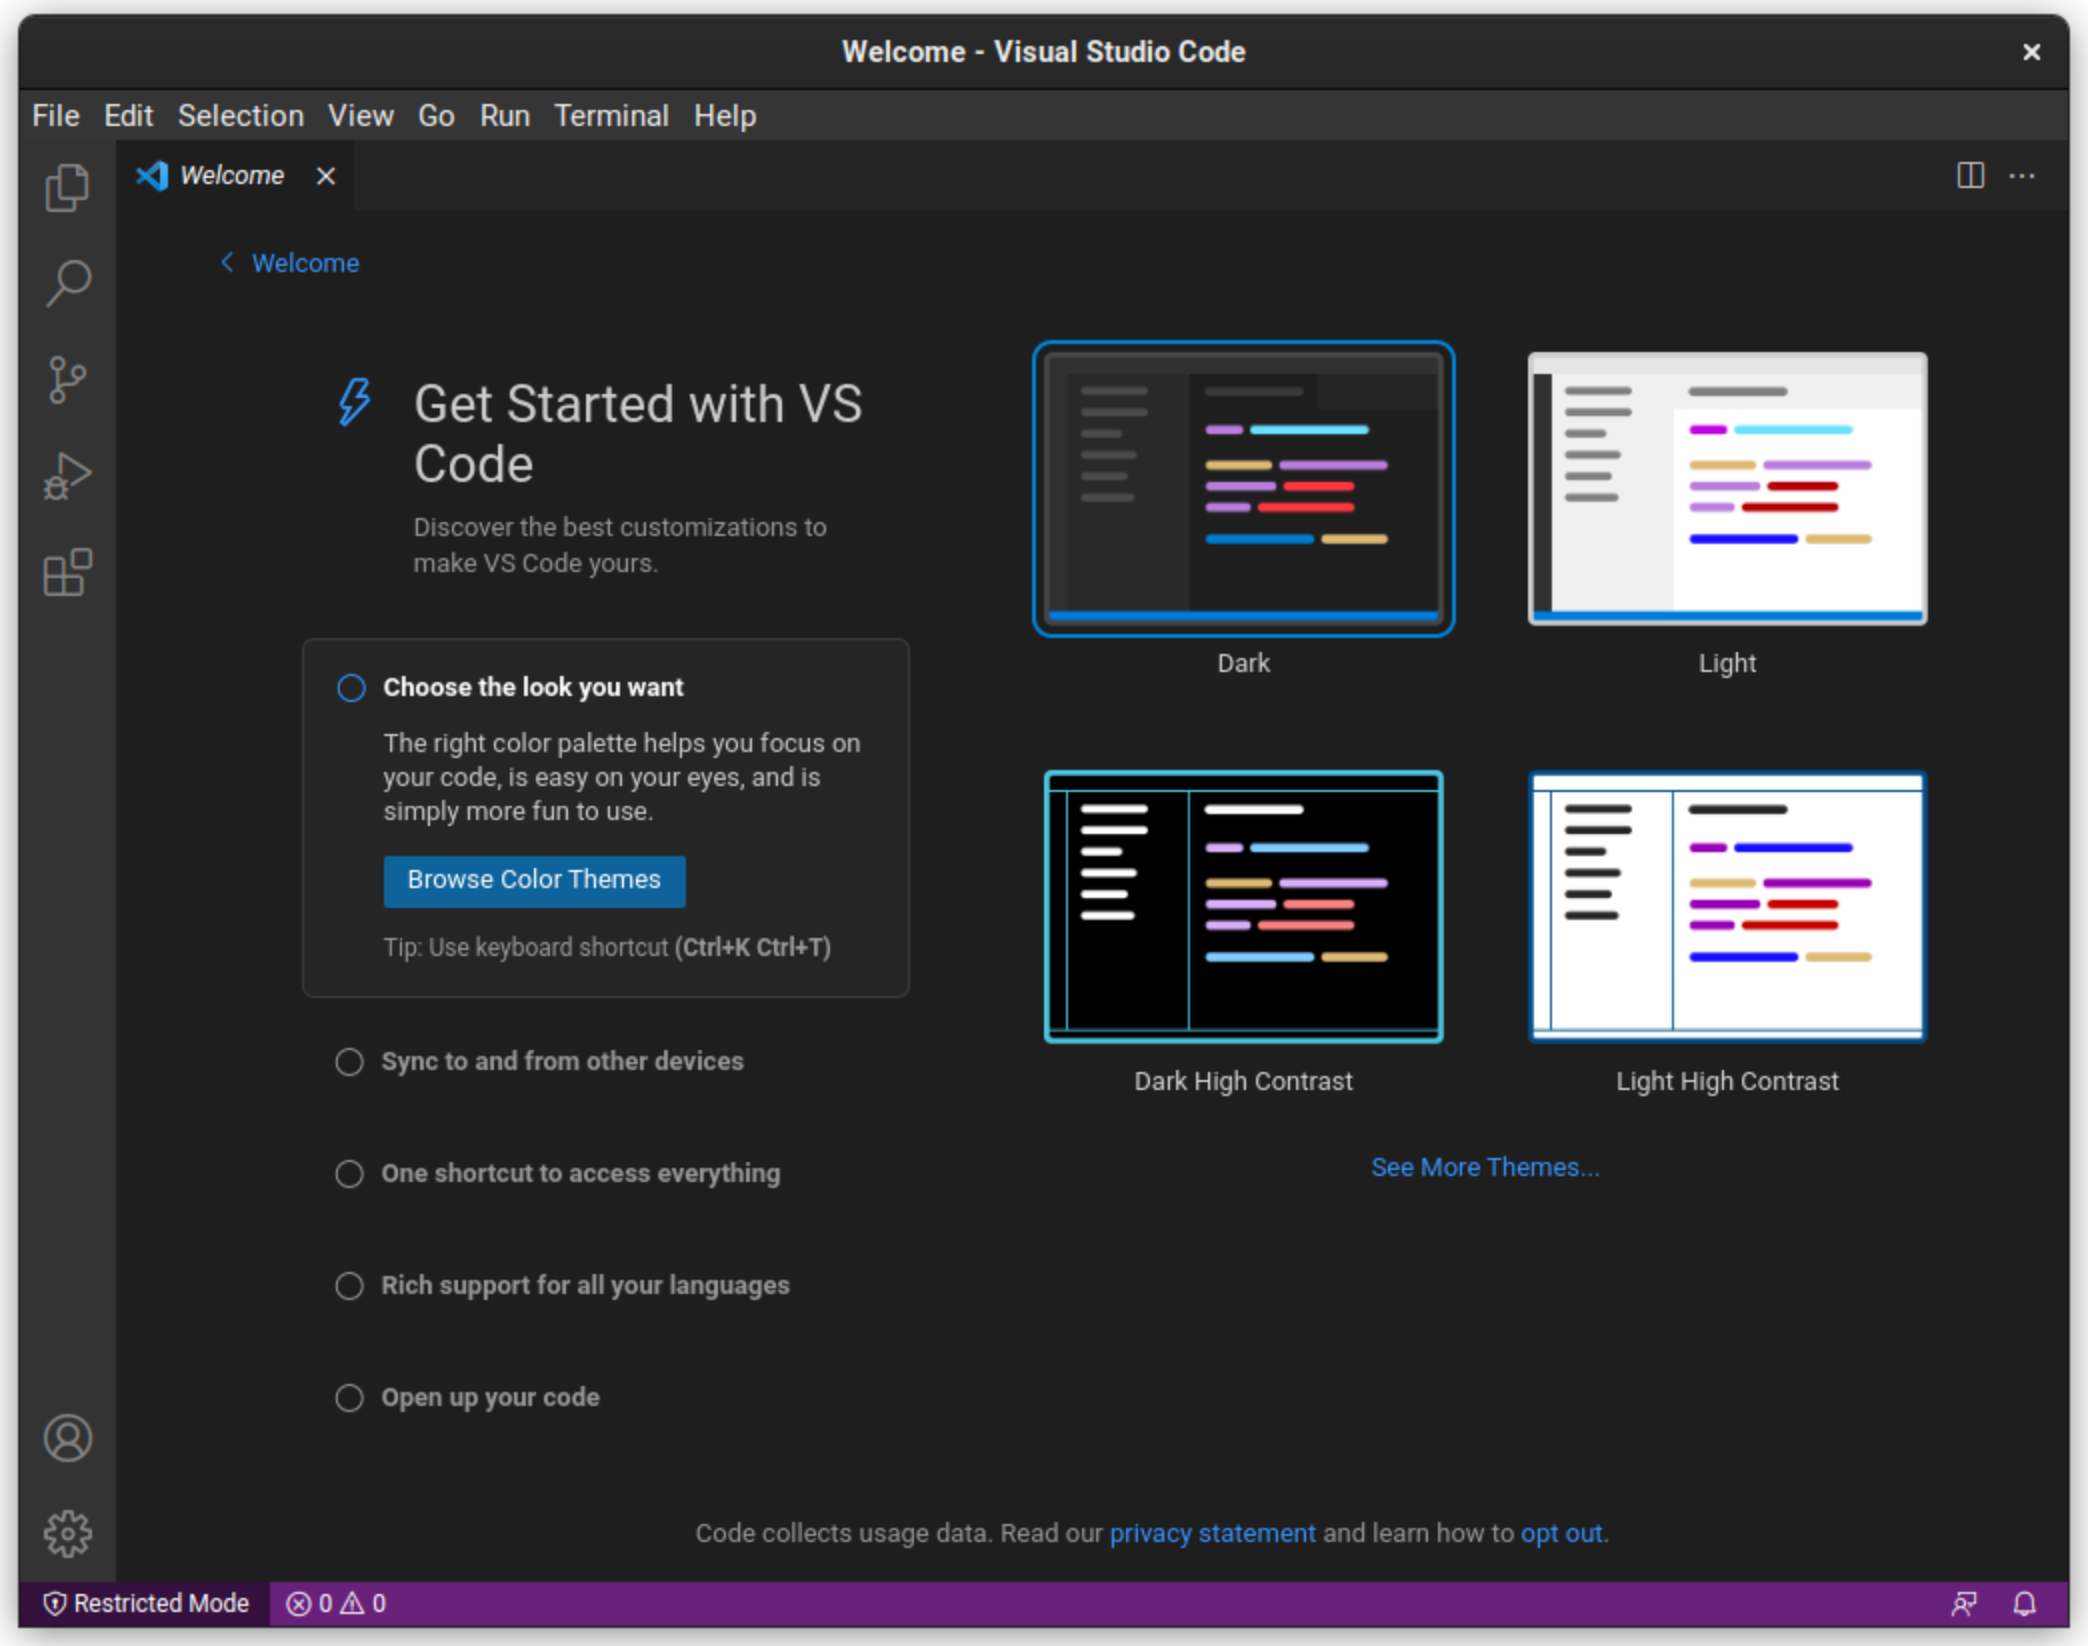 Welcome - Visual Studio Code
File Edit Selection View Go Run Terminal Help
Welcome
Welcome
Get Started with VS
Code
Discover the best customizations to
make VS Code yours.
Choose the look you want
The right color palette helps you focus on
your code, is easy on your eyes, and is
simply more fun to use.
Browse Color Themes
Tip: Use keyboard shortcut (Ctrl+K Ctrl+T)
Sync to and from other devices
One shortcut to access everything
Rich support for all your languages
Open up your code
Dark
Light
Dark High Contrast
Light High Contrast
See More Themes...
Code collects usage data. Read our privacy statement and learn how to opt out.
Restricted Mode 0 0